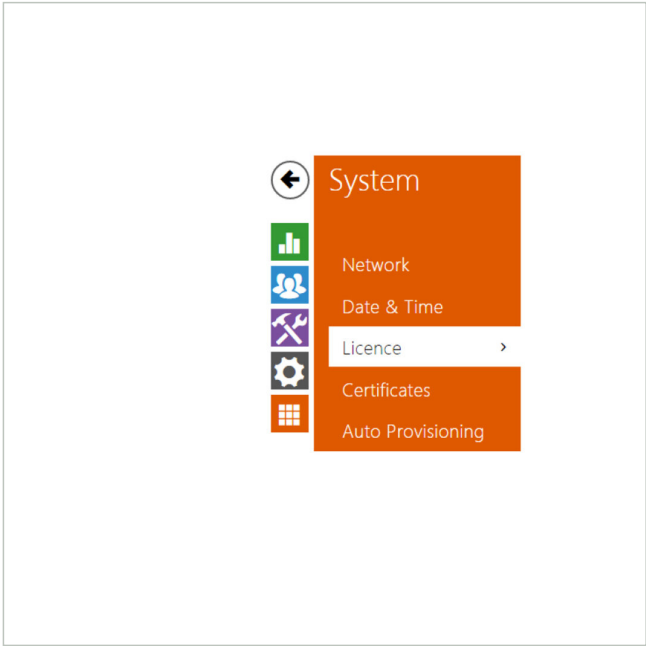 System
Network
Date & Time
Licence
Certificates
Auto Provisioning